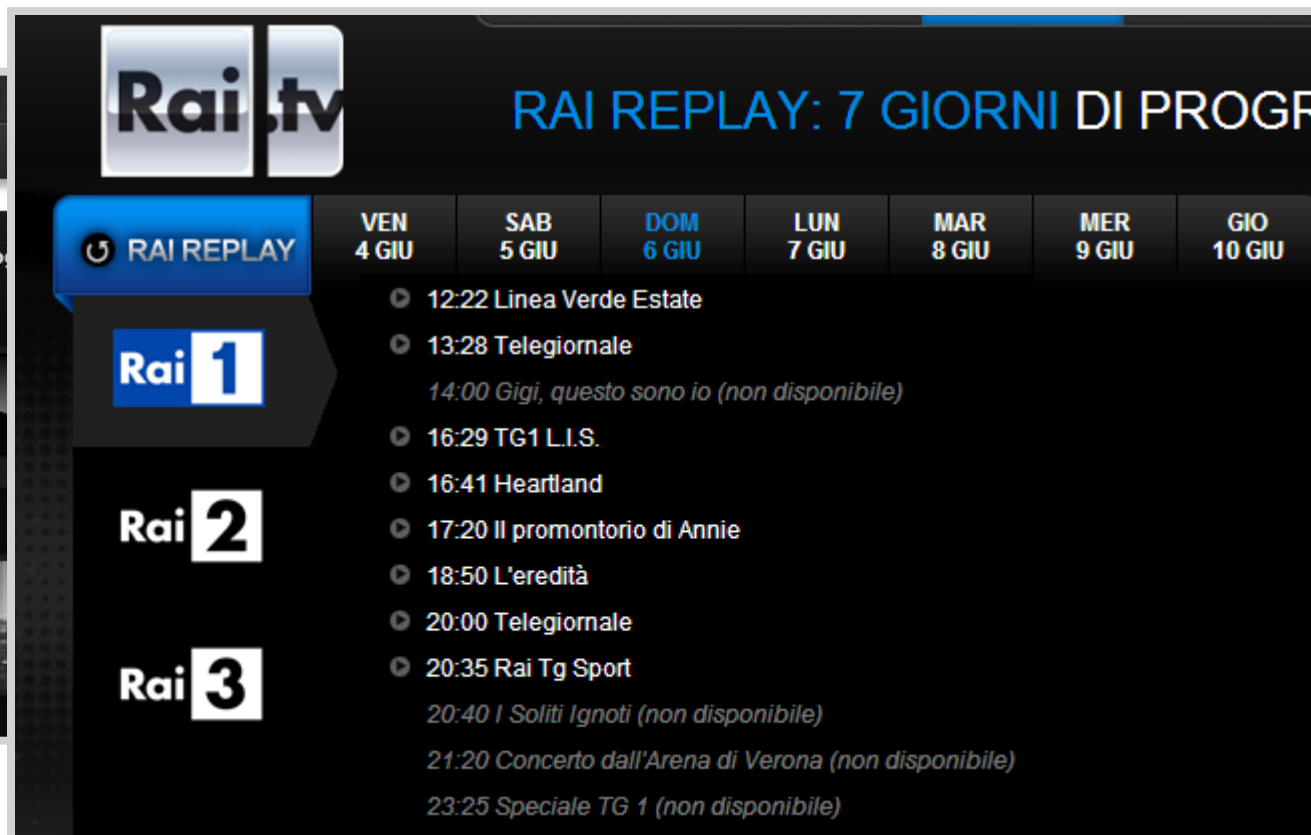 Rai.tv
RAI REPLAY: 7 GIORNI DI PROGR
RAI REPLAY
VEN 4 GIU
SAB 5 GIU
DOM 6 GIU
LUN 7 GIU
MAR 8 GIU
MER 9 GIU
GIO 10 GIU
Rai 1
Rai 2
Rai 3
12:22 Linea Verde Estate
13:28 Telegiornale
14:00 Gigi, questo sono io (non disponibile)
16:29 TG1 L.I.S.
16:41 Heartland
17:20 Il promontorio di Annie
18:50 L'eredità
20:00 Telegiornale
20:35 Rai Tg Sport
20:40 I Soliti Ignoti (non disponibile)
21:20 Concerto dall'Arena di Verona (non disponibile)
23:25 Speciale TG 1 (non disponibile)